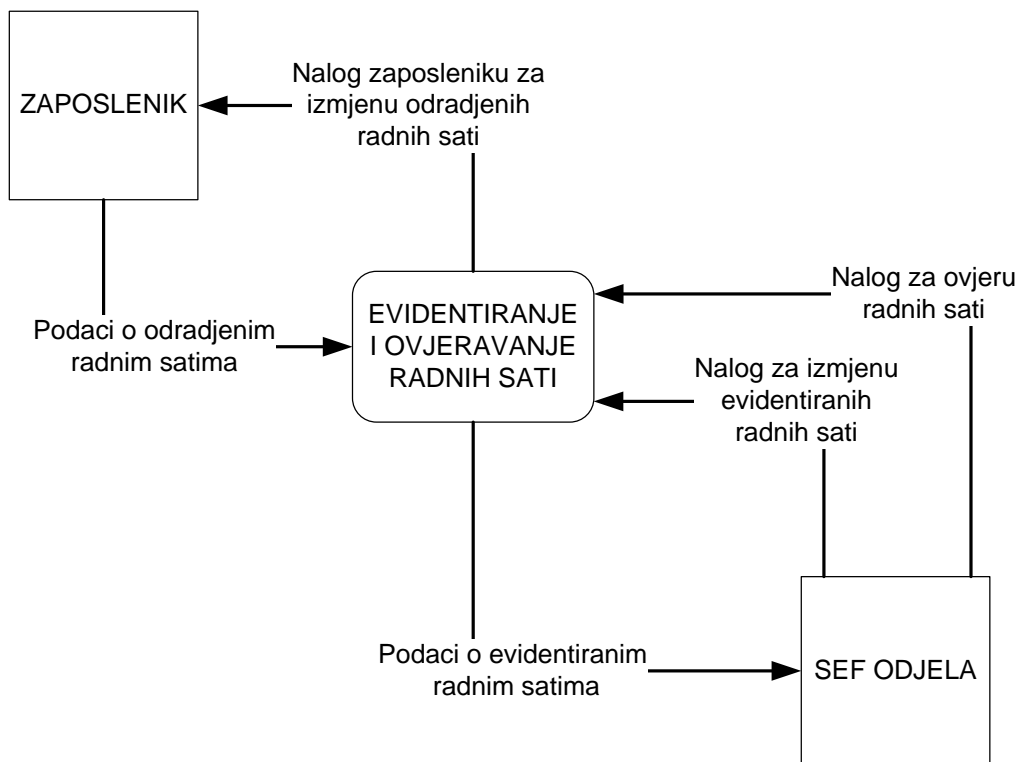 ZAPOSLENIK
Nalog zaposleniku za
izmjenu odradjenih
radnih sati
Podaci o odradjenim
radnim satima
EVIDENTIRANJE
I OVJERAVANJE
RADNIH SATI
Nalog za ovjeru
radnih sati
Nalog za izmjenu
evidentiranih
radnih sati
Podaci o evidentiranim
radnim satima
SEF ODJELA